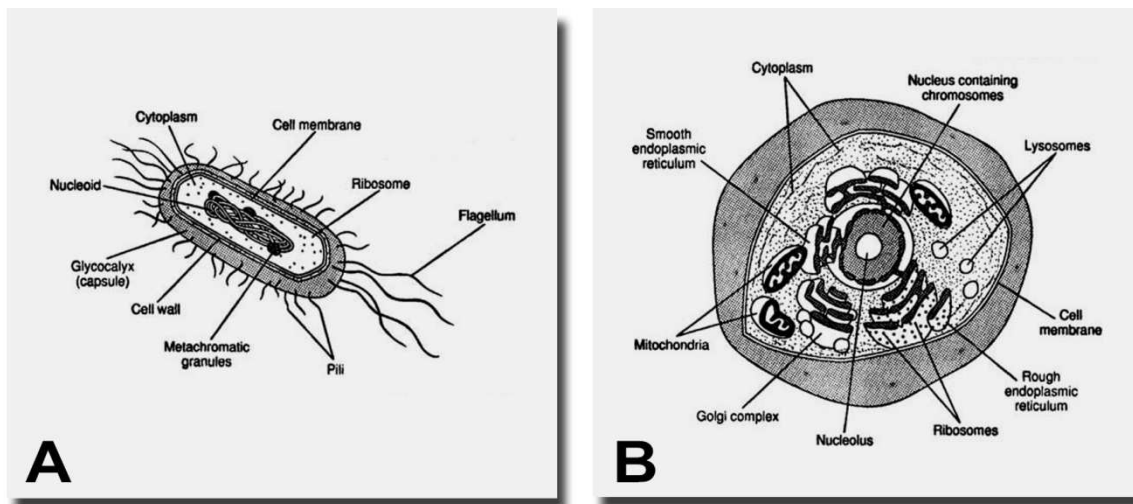 Cytoplasm
Cell membrane
Nucleoid
Ribosome
Flagellum
Glycocalyx
(capsule)
Cell wall
Metachromatic
granules
Pili
A
Cytoplasm
Nucleus containing
chromosomes
Smooth
endoplasmic
reticulum
Lysosomes
Cell
membrane
Mitochondria
Rough
endoplasmic
reticulum
Golgi complex
Nucleolus
Ribosomes
B